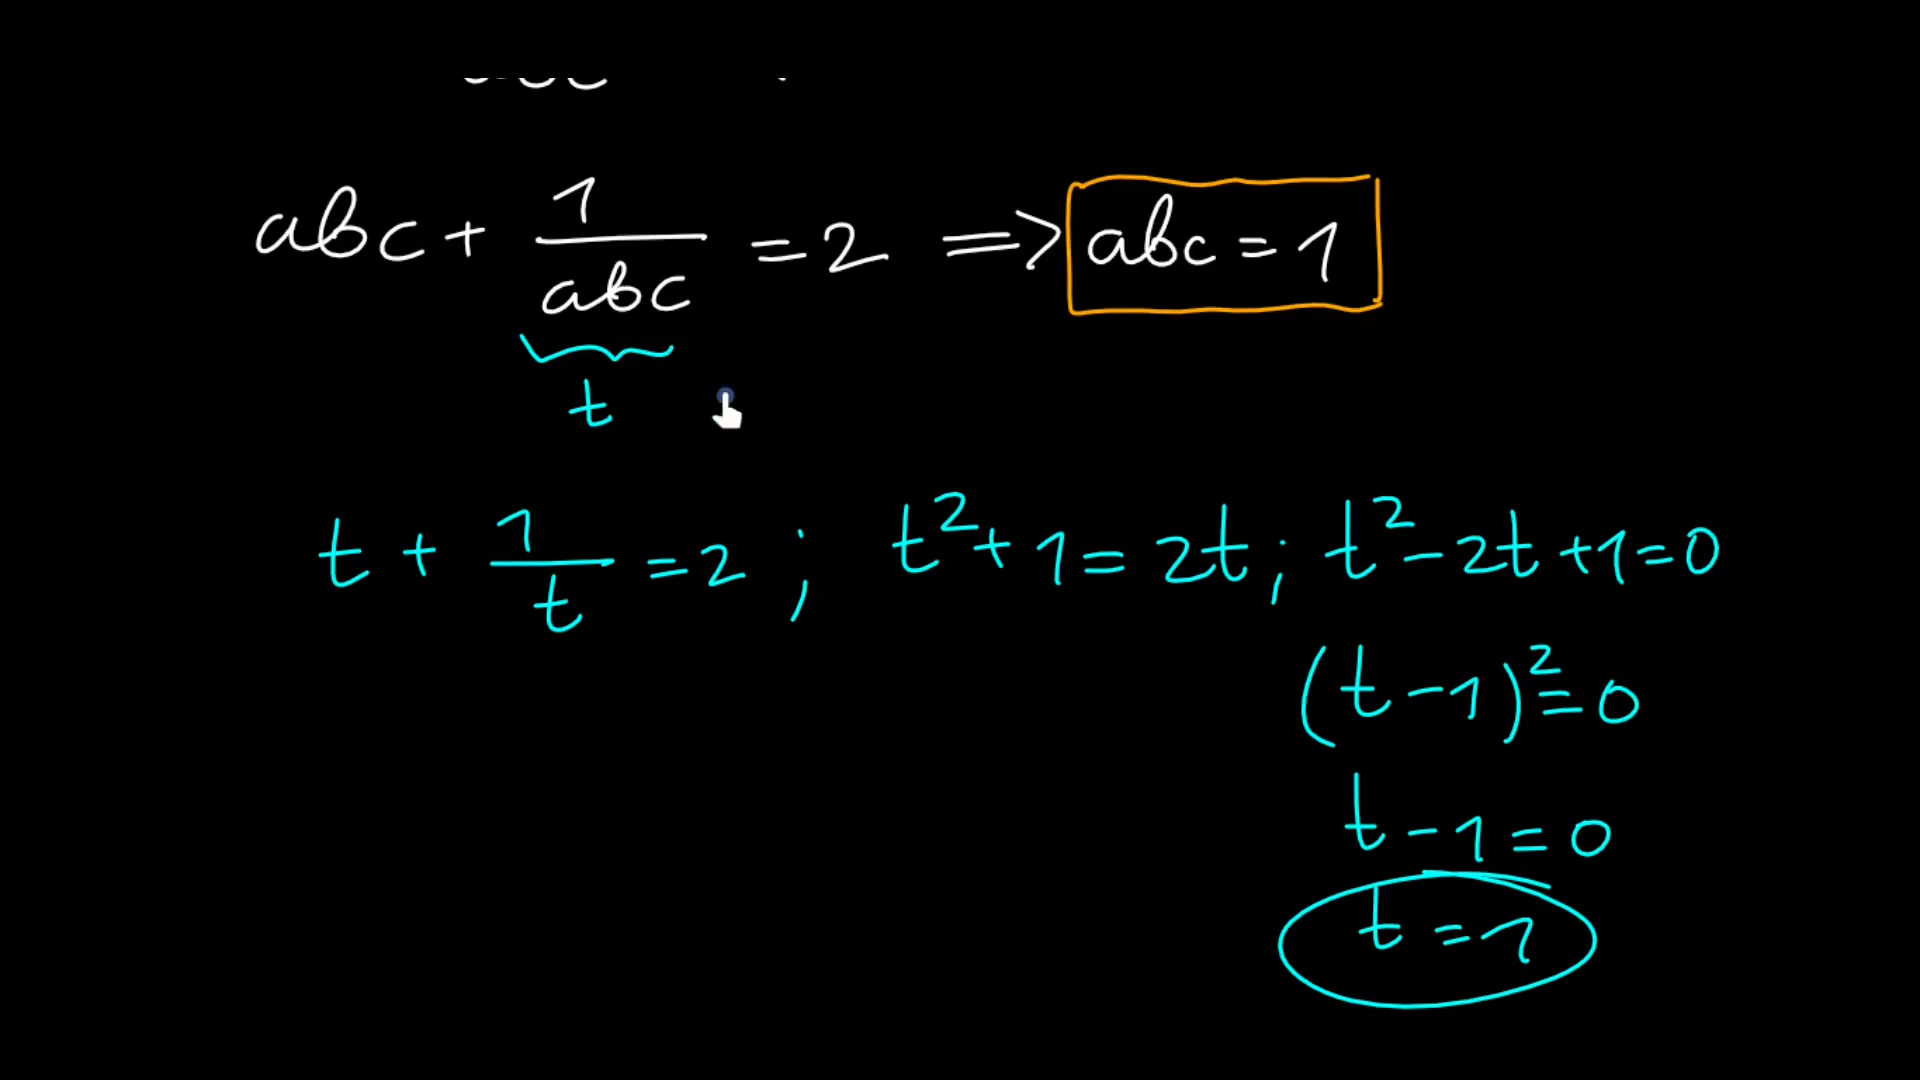 abc + 1/abc = 2 => abc = 1
t
t + 1/t = 2 ; t² + 1 = 2t ; t² - 2t + 1 = 0
(t - 1)² = 0
t - 1 = 0
t = 1